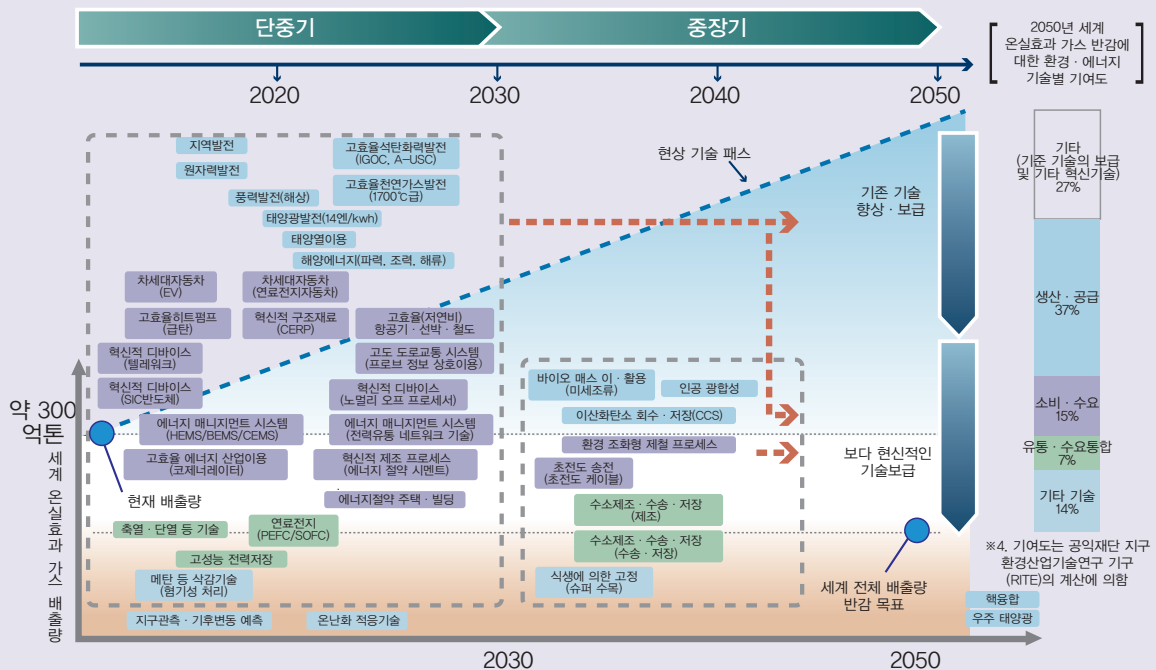 단중기
중장기
2020
2030
2040
2050
2050년 세계
온실효과 가스 반감에
대한 환경 · 에너지
기술별 기여도
지역발전
원자력발전
고효율석탄화력발전
(IGOC, A-USC)
고효율천연가스발전
(1700℃급)
풍력발전(해상)
태양광발전(14엔/kwh)
태양열이용
해양에너지(파력, 조력, 해류)
차세대자동차
(EV)
차세대자동차
(연료전지자동차)
고효율히트펌프
(급탄)
혁신적 구조재료
(CERP)
고효율(저연비)
항공기 · 선박 · 철도
혁신적 디바이스
(텔레워크)
고도 도로교통 시스템
(프로브 정보 상호이용)
혁신적 디바이스
(SIC반도체)
혁신적 디바이스
(노멀리 오프 프로세서)
에너지 매니지먼트 시스템
(HEMS/BEMS/CEMS)
에너지 매니지먼트 시스템
(전력유통 네트워크 기술)
고효율 에너지 산업이용
(코제너레이터)
혁신적 제조 프로세스
(에너지 절약 시멘트)
에너지절약 주택 · 빌딩
축열 · 단열 등 기술
연료전지
(PEFC/SOFC)
고성능 전력저장
메탄 등 삭감기술
(혐기성 처리)
지구관측 · 기후변동 예측
온난화 적응기술
약 300
억톤
세계 온실효과 가스 배출량
현재 배출량
현상 기술 패스
기존 기술
향상 · 보급
바이오 매스 이 · 활용
(미세조류)
인공 광합성
이산화탄소 회수 · 저장(CCS)
환경 조화형 제철 프로세스
초전도 송전
(초전도 케이블)
수소제조 · 수송 · 저장
(제조)
수소제조 · 수송 · 저장
(수송 · 저장)
식생에 의한 고정
(슈퍼 수목)
보다 현신적인
기술보급
세계 전체 배출량
반감 목표
기타
(기준 기술의 보급
및 기타 혁신기술)
27%
생산 · 공급
37%
소비 · 수요
15%
유통 · 수요통합
7%
기타 기술
14%
※4. 기여도는 공익재단 지구
환경산업기술연구 기구
(RITE)의 계산에 의함
핵융합
우주 태양광
2030
2050